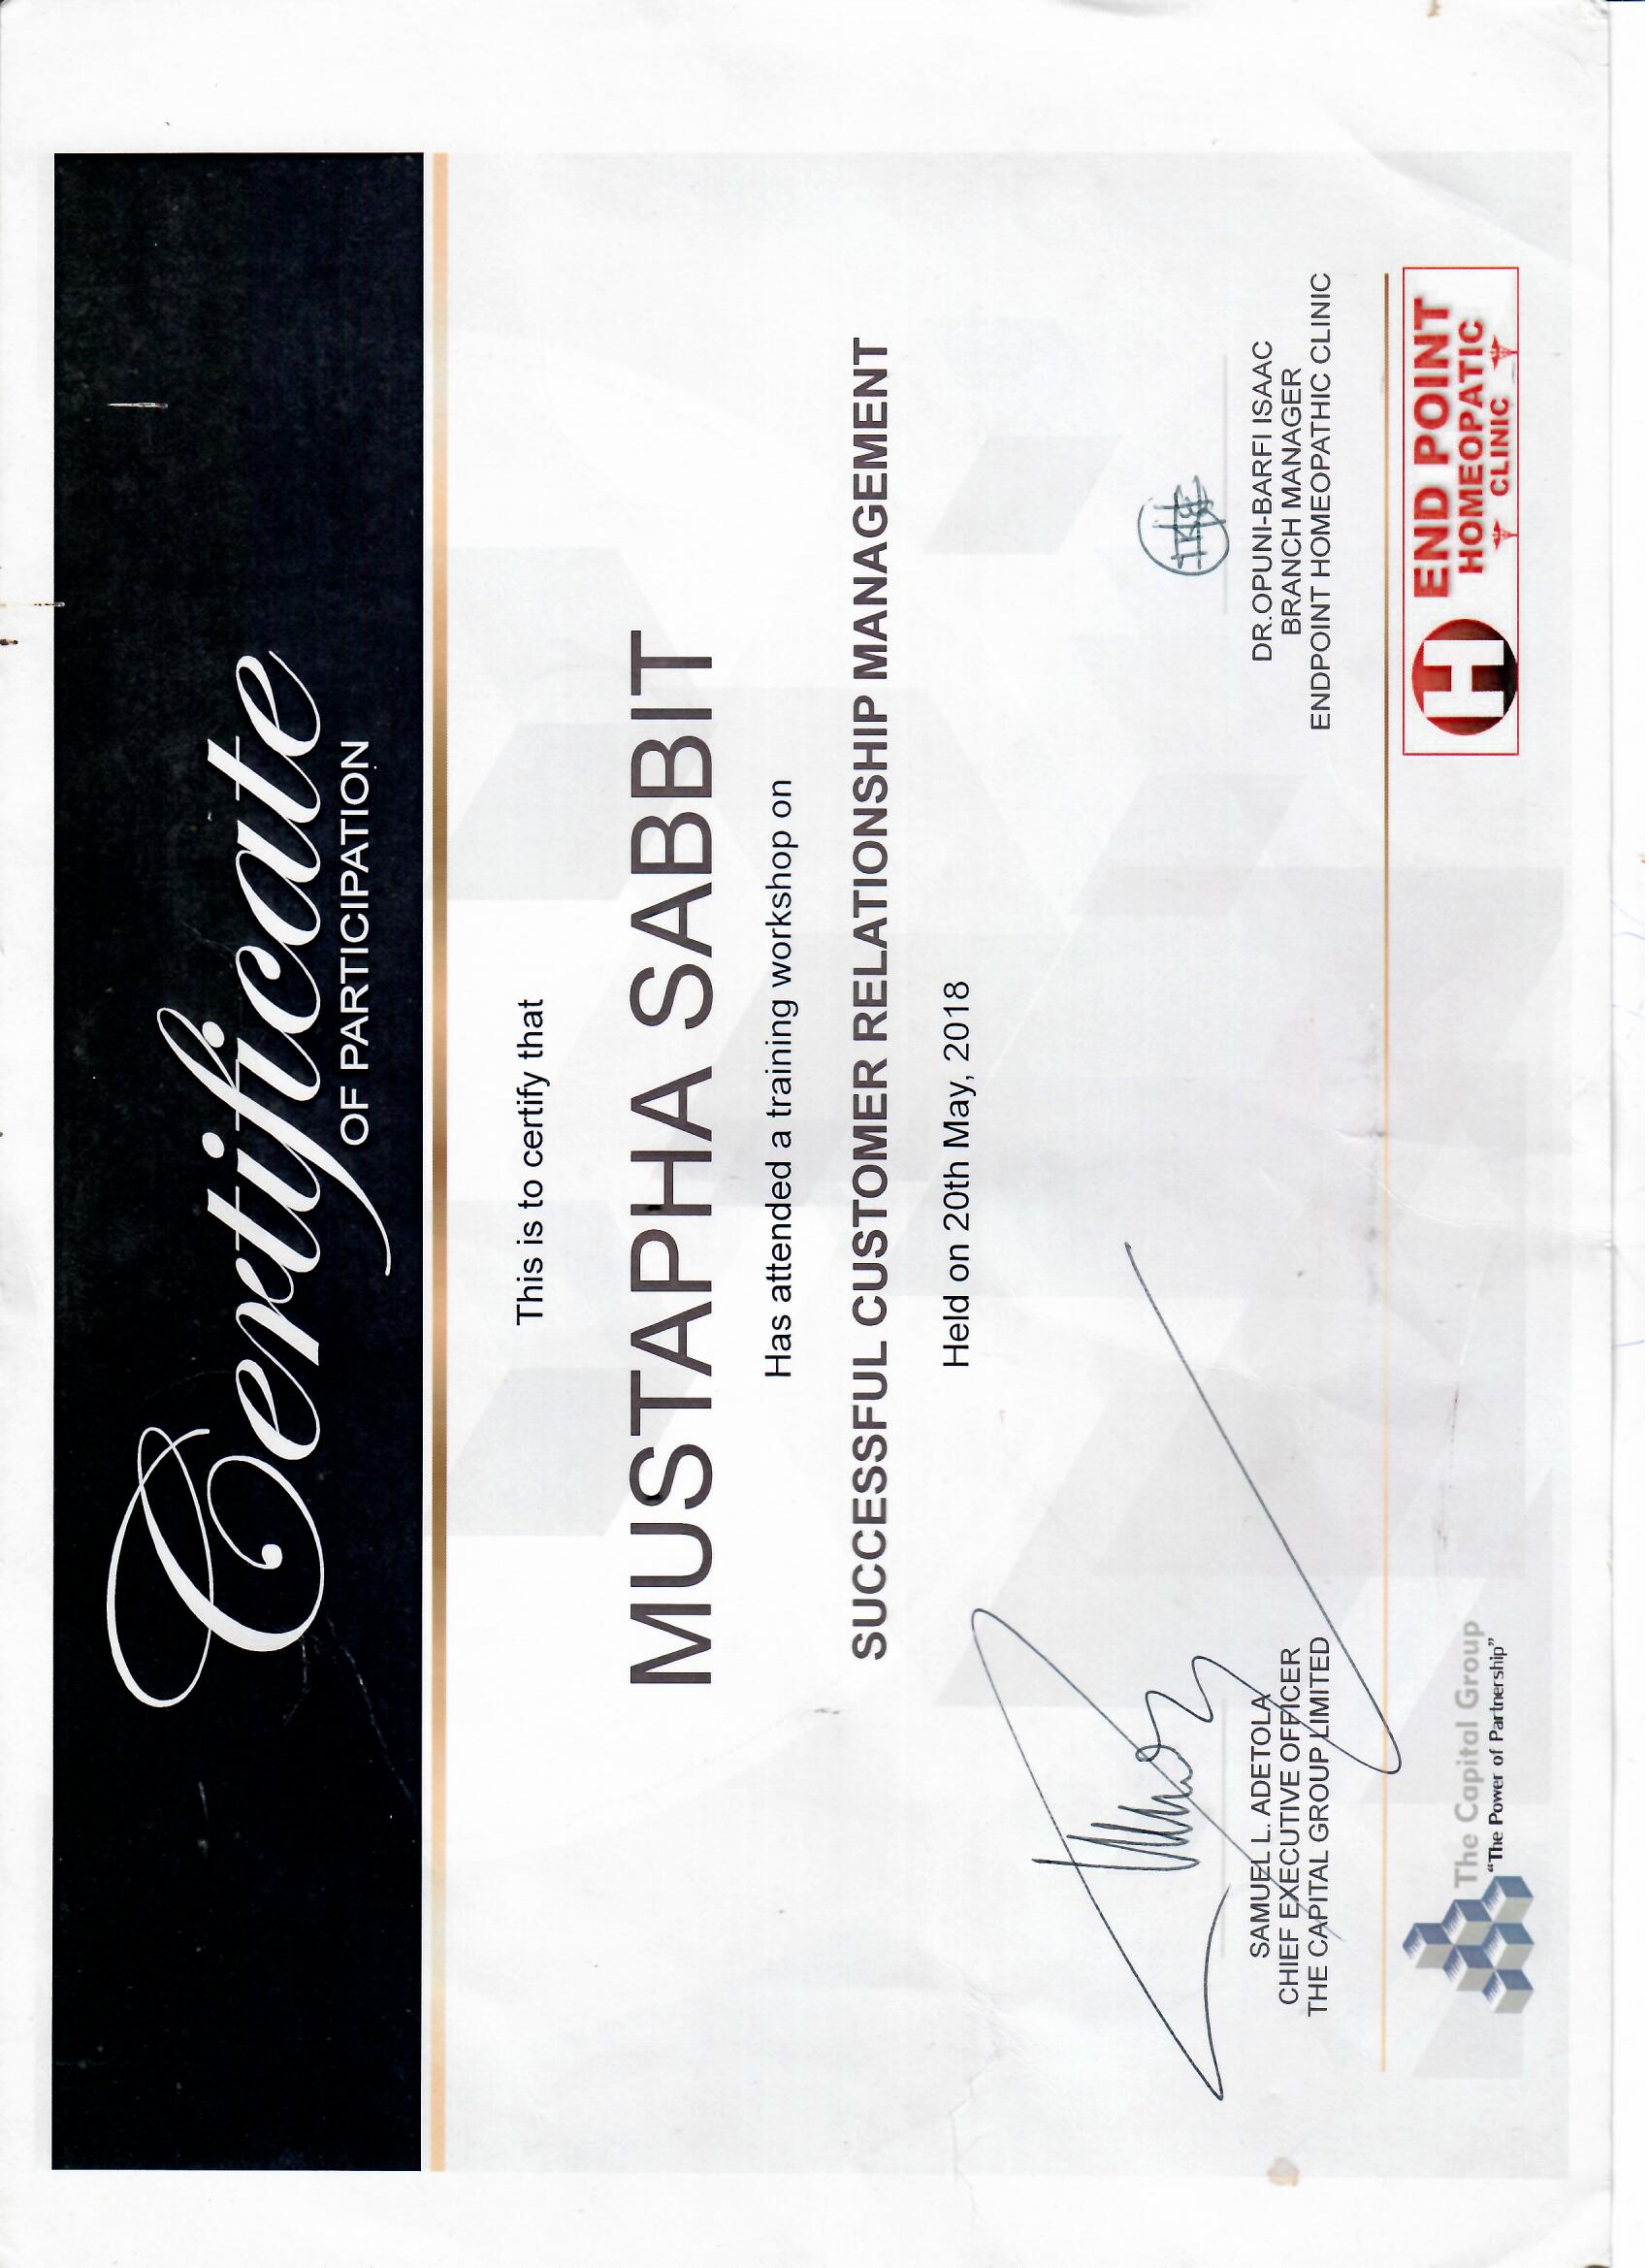 Certificate
OF PARTICIPATION
This is to certify that
MUSTAPHA SABBIT
Has attended a training workshop on
SUCCESSFUL CUSTOMER RELATIONSHIP MANAGEMENT
Held on 20th May, 2018
SAMUEL L. ADETOLA
CHIEF EXECUTIVE OFFICER
THE CAPITAL GROUP LIMITED
DR.OPUNI-BARFI ISAAC
BRANCH MANAGER
ENDPOINT HOMEOPATHIC CLINIC
The Capital Group
"The Power of Partnership"
H
END POINT
HOMEOPATIC
CLINIC